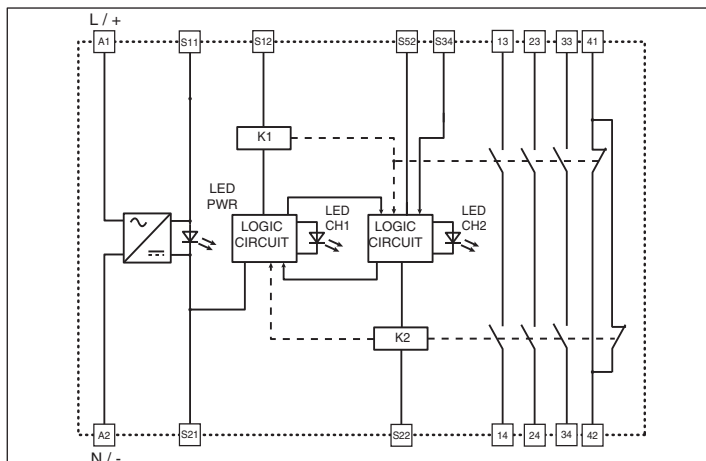 L / +
A1 S11 S12 S52 S34 13 23 33 41
K1
LED
PWR
LOGIC
CIRCUIT
LED
CH1
LOGIC
CIRCUIT
LED
CH2
K2
A2 S21 S22 14 24 34 42
N / -